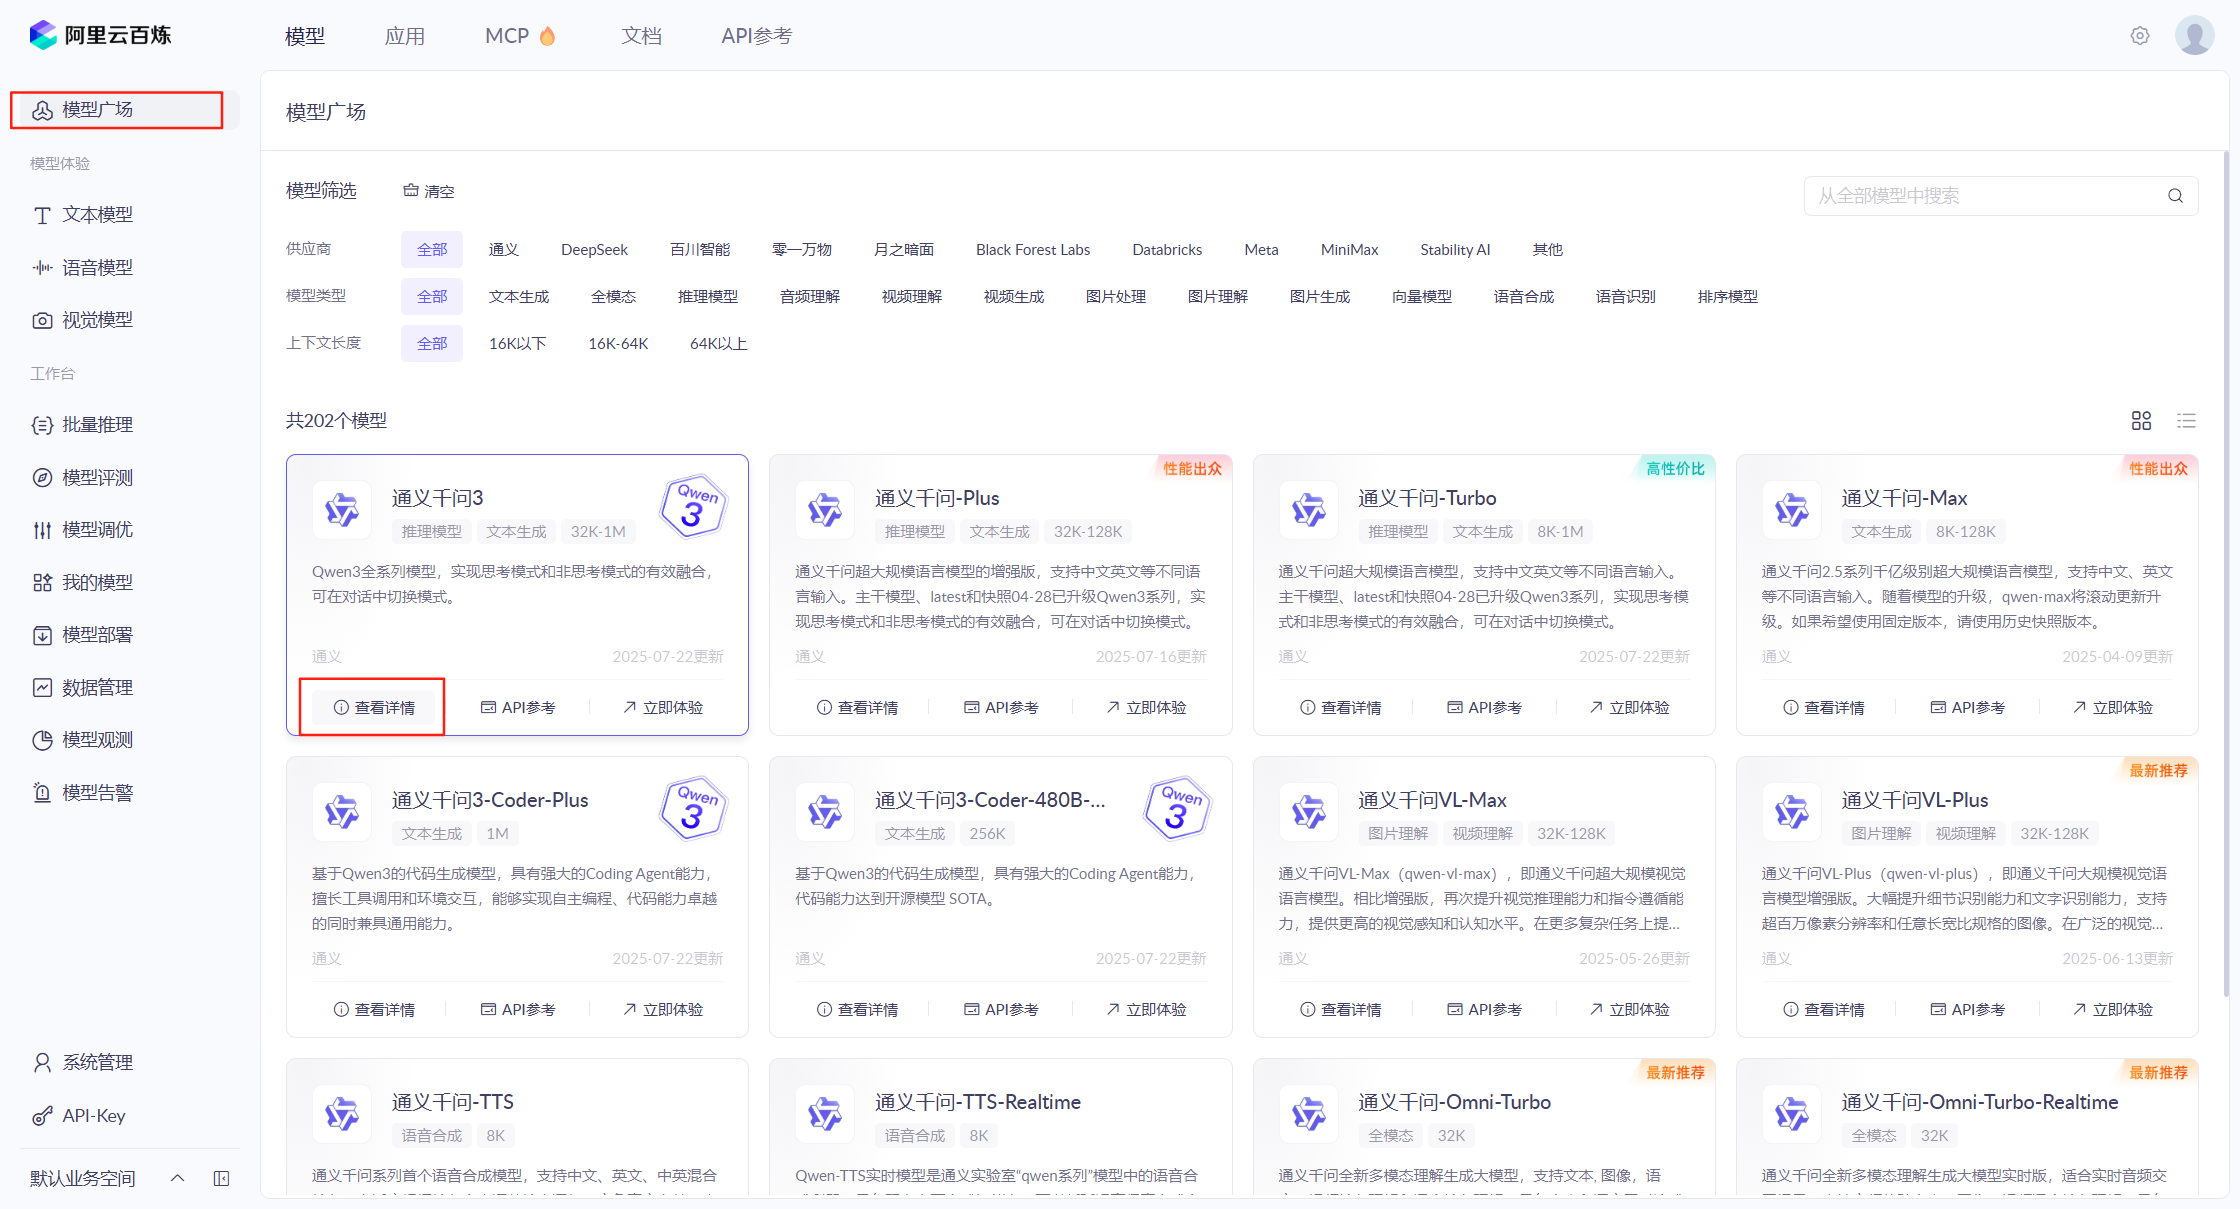 阿里云百炼
模型 应用 MCP 文档 API参考
模型广场
模型体验
文本模型
语音模型
视觉模型
工作台
批量推理
模型评测
模型调优
我的模型
模型部署
数据管理
模型观测
模型告警
系统管理
API-Key
默认业务空间
模型广场
模型筛选 清空
从全部模型中搜索
供应商 全部 通义 DeepSeek 百川智能 零一万物 月之暗面 Black Forest Labs Databricks Meta MiniMax Stability AI 其他
模型类型 全部 文本生成 全模态 推理模型 音频理解 视频理解 视频生成 图片处理 图片理解 图片生成 向量模型 语音合成 语音识别 排序模型
上下文长度 全部 16K以下 16K-64K 64K以上
共202个模型
通义千问3
Qwen
3
推理模型 文本生成 32K-1M
Qwen3全系列模型，实现思考模式和非思考模式的有效融合，
可在对话中切换模式。
通义 2025-07-22更新
查看详情 API参考 立即体验
性能出众
通义千问-Plus
推理模型 文本生成 32K-128K
通义千问超大规模语言模型的增强版，支持中文英文等不同语
言输入。主干模型、latest和快照04-28已升级Qwen3系列，实
现思考模式和非思考模式的有效融合，可在对话中切换模式。
通义 2025-07-16更新
查看详情 API参考 立即体验
高性价比
通义千问-Turbo
推理模型 文本生成 8K-1M
通义千问超大规模语言模型，支持中文英文等不同语言输入。
主干模型、latest和快照04-28已升级Qwen3系列，实现思考模
式和非思考模式的有效融合，可在对话中切换模式。
通义 2025-07-22更新
查看详情 API参考 立即体验
性能出众
通义千问-Max
文本生成 8K-128K
通义千问2.5系列千亿级别超大规模语言模型，支持中文、英文
等不同语言输入。随着模型的升级，qwen-max将滚动更新升
级。如果希望使用固定版本，请使用历史快照版本。
通义 2025-04-09更新
查看详情 API参考 立即体验
通义千问3-Coder-Plus
Qwen
3
文本生成 1M
基于Qwen3的代码生成模型，具有强大的Coding Agent能力，
擅长工具调用和环境交互，能够实现自主编程、代码能力卓越
的同时兼具通用能力。
通义 2025-07-22更新
查看详情 API参考 立即体验
通义千问3-Coder-480B-...
Qwen
3
文本生成 256K
基于Qwen3的代码生成模型，具有强大的Coding Agent能力，
代码能力达到开源模型 SOTA。
通义 2025-07-22更新
查看详情 API参考 立即体验
通义千问VL-Max
图片理解 视频理解 32K-128K
通义千问VL-Max（qwen-vl-max），即通义千问超大规模视觉
语言模型。相比增强版，再次提升视觉推理能力和指令遵循能
力，提供更高的视觉感知和认知水平。在更多复杂任务上提...
通义 2025-05-26更新
查看详情 API参考 立即体验
最新推荐
通义千问VL-Plus
图片理解 视频理解 32K-128K
通义千问VL-Plus（qwen-vl-plus），即通义千问大规模视觉语
言模型增强版。大幅提升细节识别能力和文字识别能力，支持
超百万像素分辨率和任意长宽比规格的图像。在广泛的视觉...
通义 2025-06-13更新
查看详情 API参考 立即体验
通义千问-TTS
语音合成 8K
通义千问系列首个语音合成模型，支持中文、英文、中英混合
通义千问-TTS-Realtime
语音合成 8K
Qwen-TTS实时模型是通义实验室“qwen系列”模型中的语音合
最新推荐
通义千问-Omni-Turbo
全模态 32K
通义千问全新多模态理解生成大模型，支持文本, 图像，语
最新推荐
通义千问-Omni-Turbo-Realtime
全模态 32K
通义千问全新多模态理解生成大模型实时版，适合实时音频交